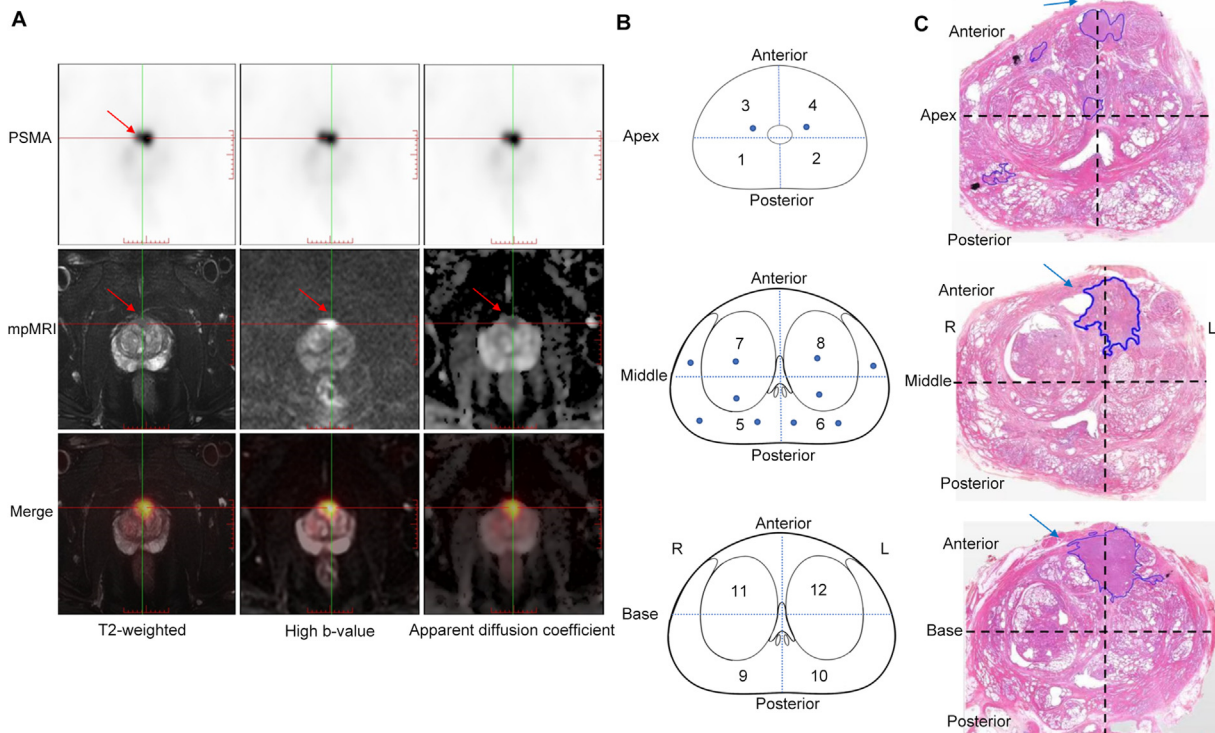 A
PSMA
mpMRI
Merge
T2-weighted
High b-value
Apparent diffusion coefficient
B
Anterior
3
4
Apex
1
2
Posterior
Anterior
7
8
Middle
5
6
Posterior
Anterior
R
L
11
12
Base
9
10
Posterior
C
Anterior
Apex
Posterior
Anterior
R
L
Middle
Posterior
Anterior
Base
Posterior